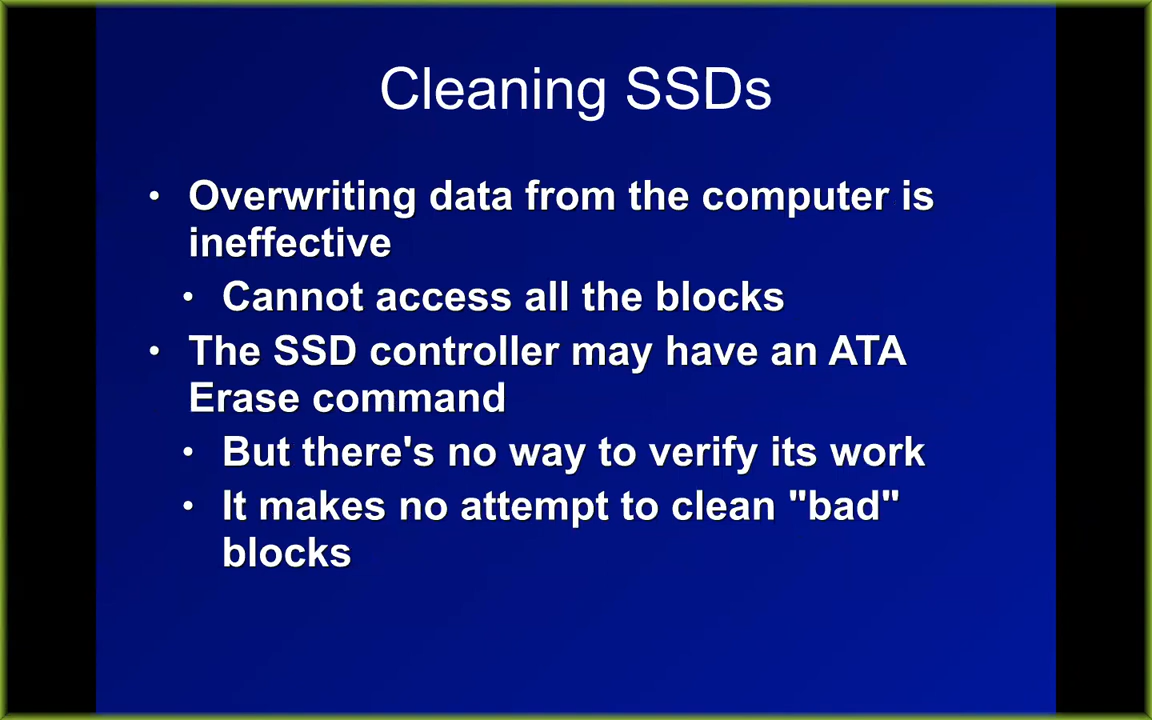 Cleaning SSDs
• Overwriting data from the computer is
ineffective
• Cannot access all the blocks
• The SSD controller may have an ATA
Erase command
• But there's no way to verify its work
• It makes no attempt to clean "bad"
blocks